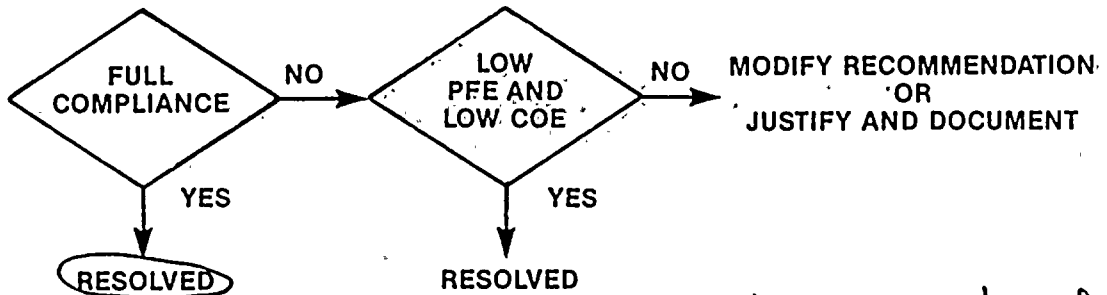 FULL
COMPLIANCE
NO
LOW
PFE AND
LOW COE
NO
MODIFY RECOMMENDATION
OR
JUSTIFY AND DOCUMENT
YES
YES
RESOLVED
RESOLVED